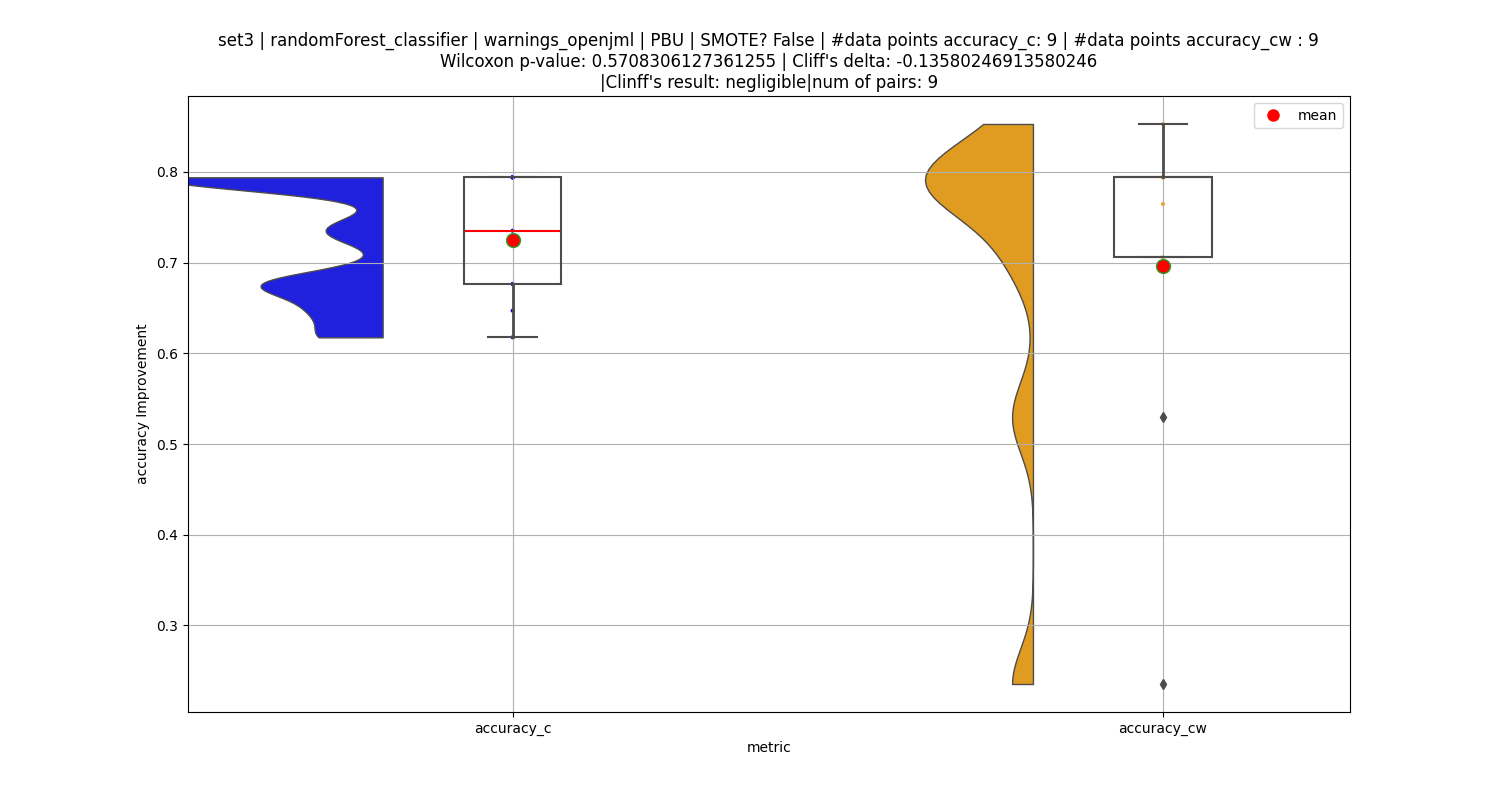 set3 | randomForest_classifier | warnings_openjml | PBU | SMOTE? False | #data points accuracy_c: 9 | #data points accuracy_cw : 9
Wilcoxon p-value: 0.5708306127361255 | Cliff's delta: -0.13580246913580246
|Clinff's result: negligible|num of pairs: 9
mean
0.8
0.7
0.6
0.5
0.4
0.3
accuracy Improvement
accuracy_c
accuracy_cw
metric